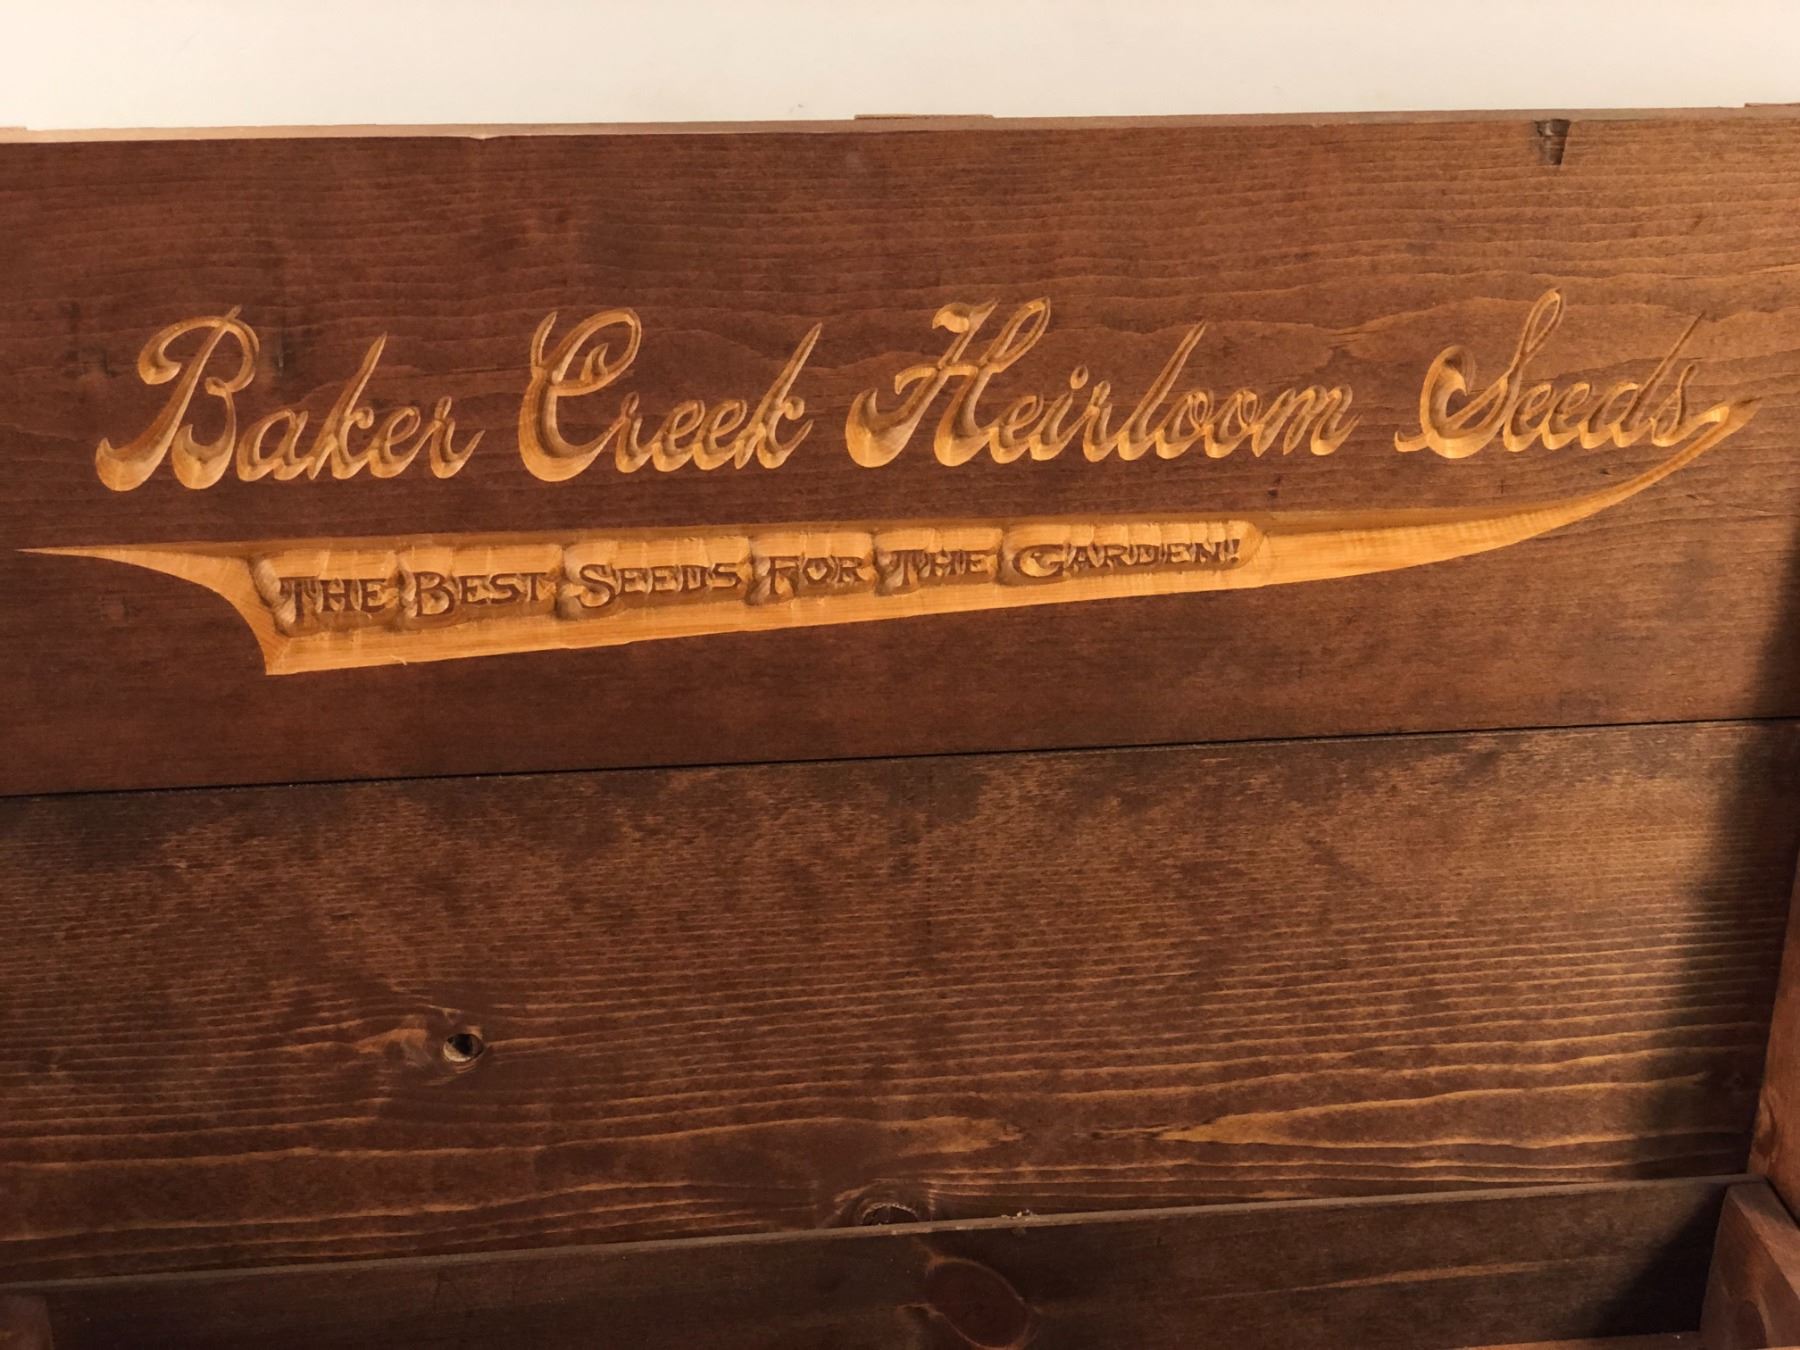 Baker Creek Heirloom Seeds
THE BEST SEEDS FOR THE GARDEN!